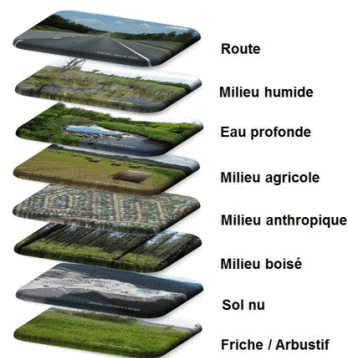 Route
Milieu humide
Eau profonde
Milieu agricole
Milieu anthropique
Milieu boisé
Sol nu
Friche / Arbustif